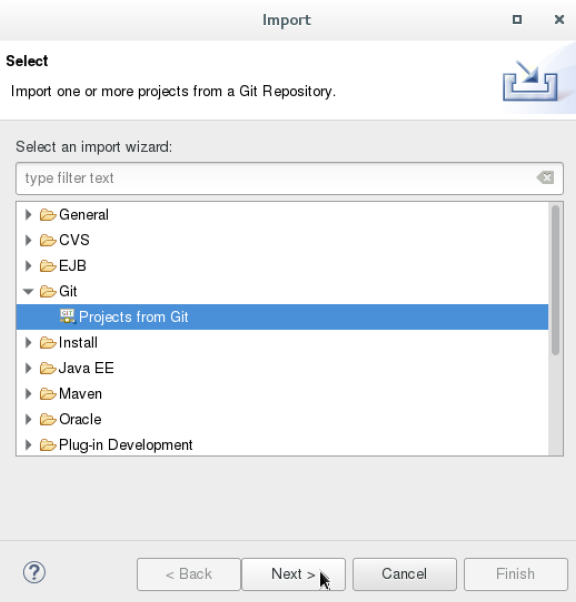 Import
Select
Import one or more projects from a Git Repository.
Select an import wizard:
type filter text
General
CVS
EJB
Git
GIT
Projects from Git
Install
Java EE
Maven
Oracle
Plug-in Development
? < Back Next > Cancel Finish